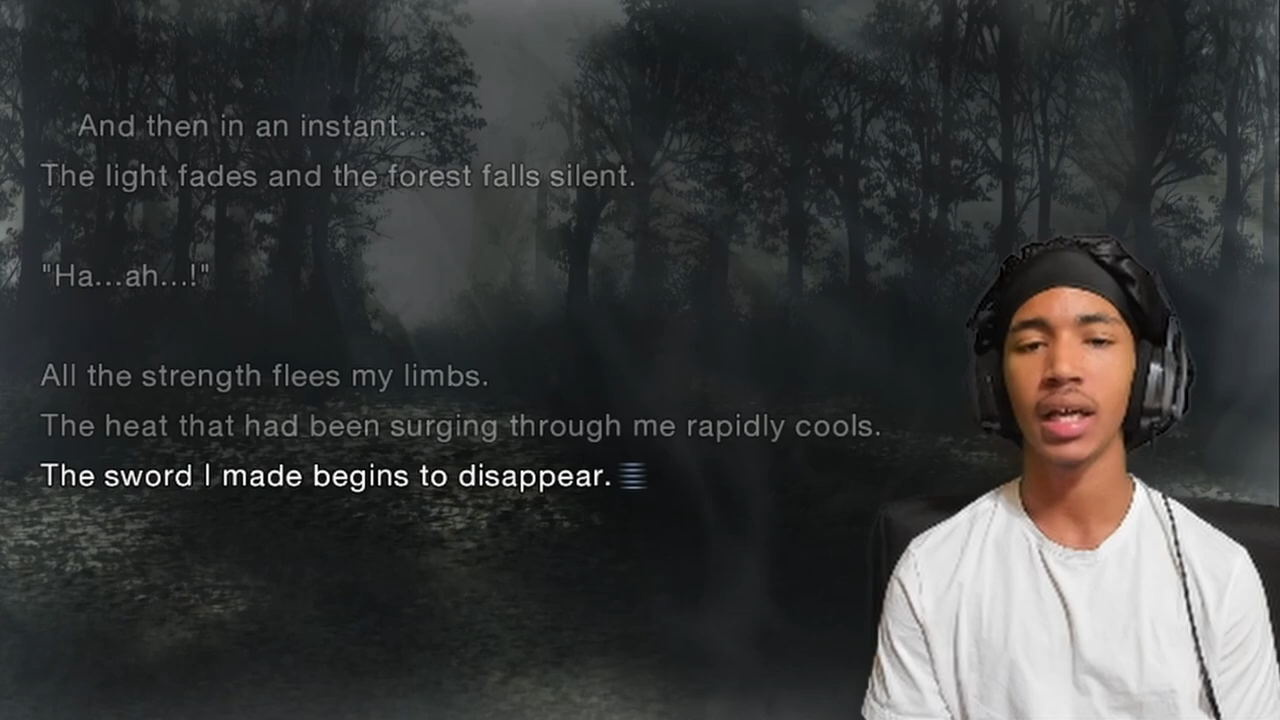 And then in an instant...
The light fades and the forest falls silent.
"Ha...ah...!"
All the strength flees my limbs.
The heat that had been surging through me rapidly cools.
The sword I made begins to disappear.